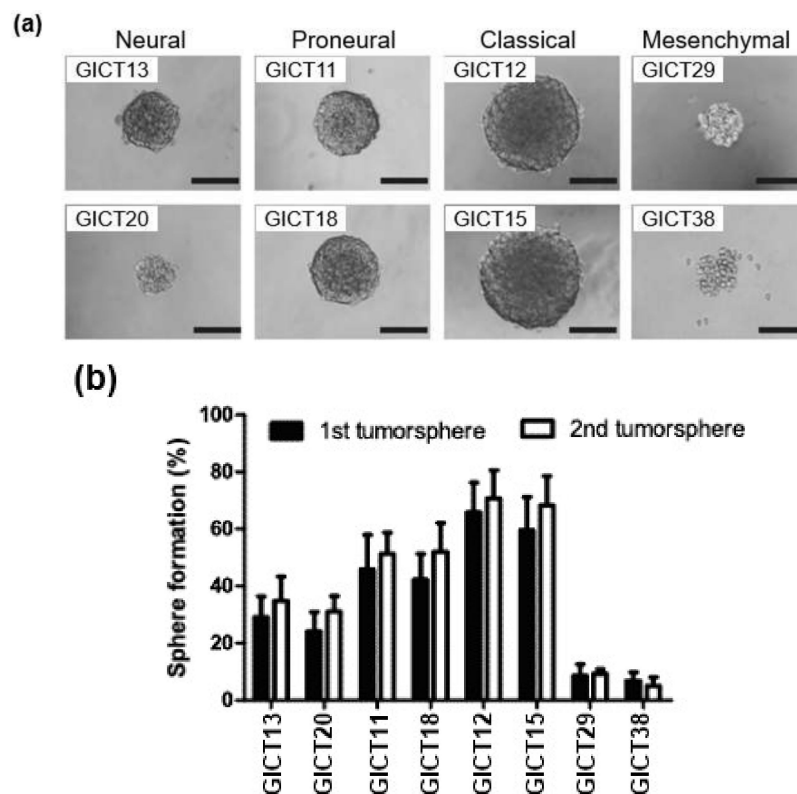 (a)
Neural Proneural Classical Mesenchymal
GICT13 GICT11 GICT12 GICT29
GICT20 GICT18 GICT15 GICT38
(b)
100
80
60
40
20
0
Sphere formation (%)
1st tumorsphere 2nd tumorsphere
GICT13
GICT20
GICT11
GICT18
GICT12
GICT15
GICT29
GICT38